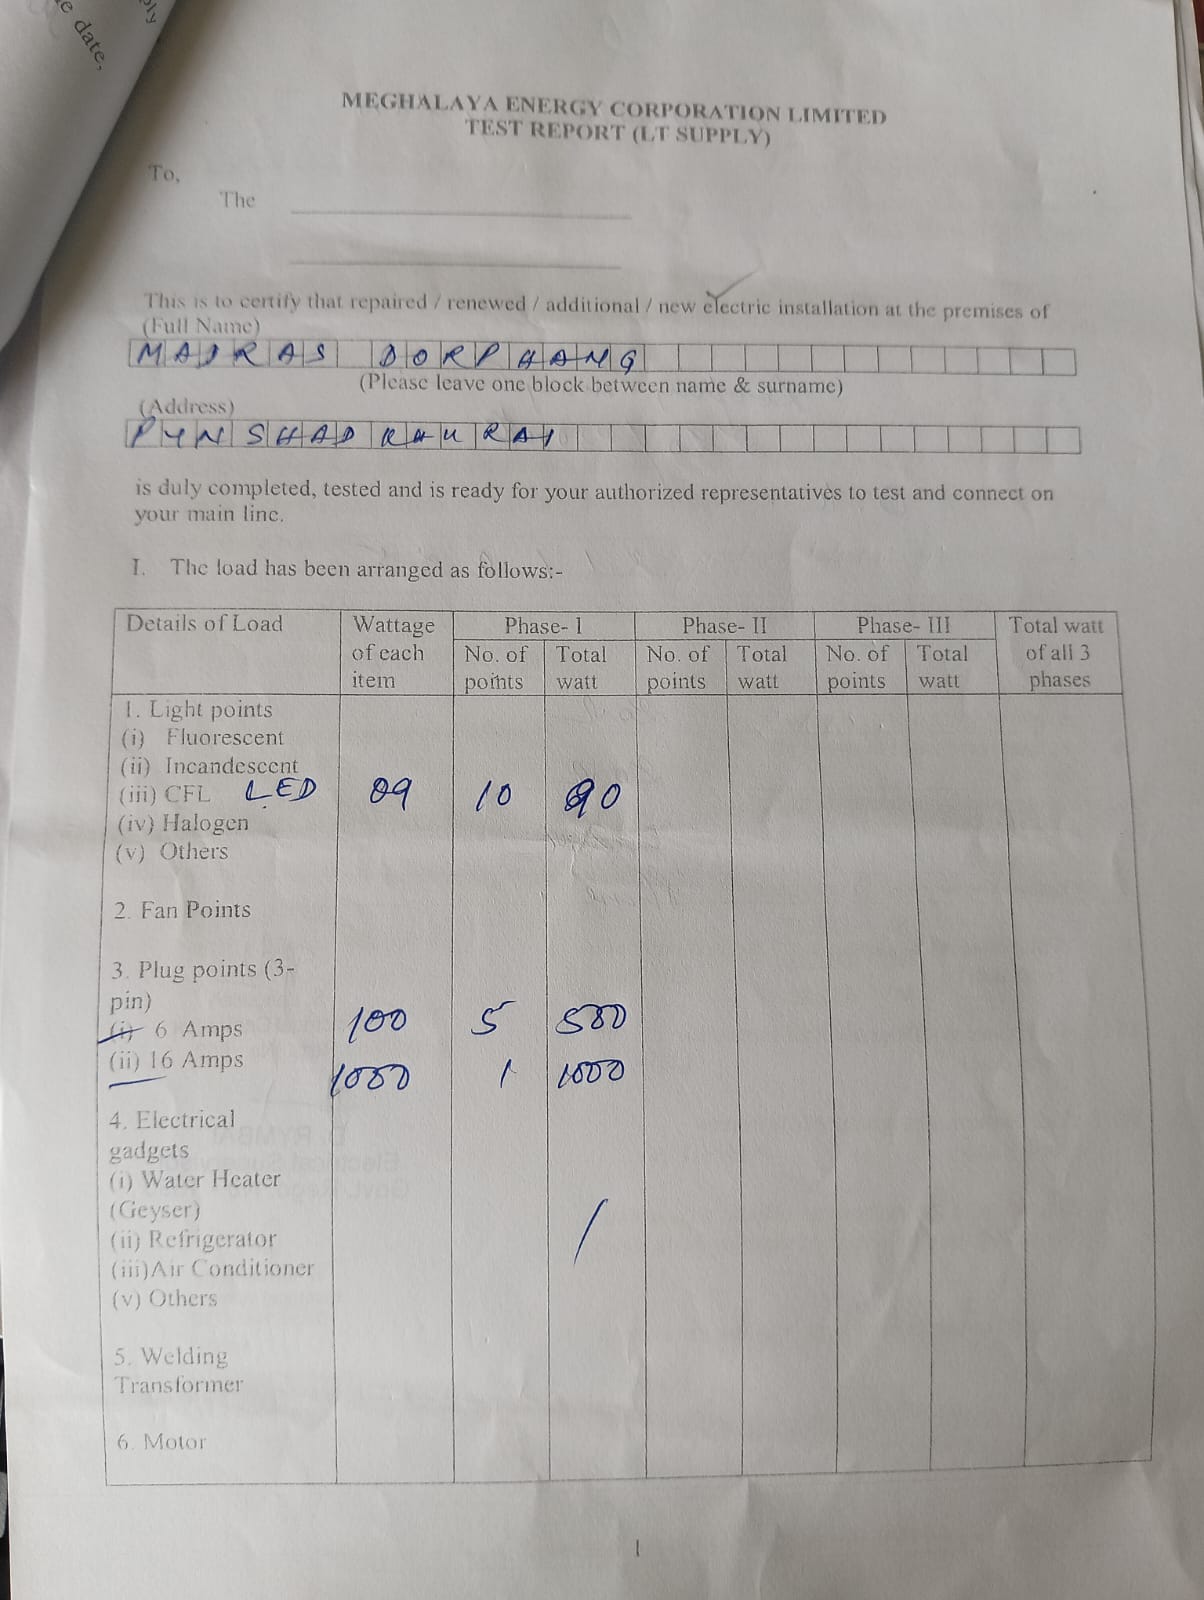 e date,
ply
MEGHALAYA ENERGY CORPORATION LIMITED
TEST REPORT (LT SUPPLY)
To,
The
This is to certify that repaired / renewed / additional / new electric installation at the premises of
(Full Name)
MADRAS DORPHANG
(Please leave one block between name & surname)
(Address)
PYNSHAD RHURAI
is duly completed, tested and is ready for your authorized representatives to test and connect on
your main line.
I. The load has been arranged as follows:-
Details of Load Wattage of each item Phase- I Phase- II Phase- III Total watt of all 3 phases
No. of points Total watt No. of points Total watt No. of points Total watt
1. Light points
(i) Fluorescent
(ii) Incandescent
(iii) CFL LED 09 10 90
(iv) Halogen
(v) Others
2. Fan Points
3. Plug points (3-
pin)
(i) 6 Amps 100 5 500
(ii) 16 Amps 1000 1 1000
4. Electrical
gadgets
(i) Water Heater
(Geyser)
(ii) Refrigerator
(iii)Air Conditioner
(v) Others
5. Welding
Transformer
6. Motor
1